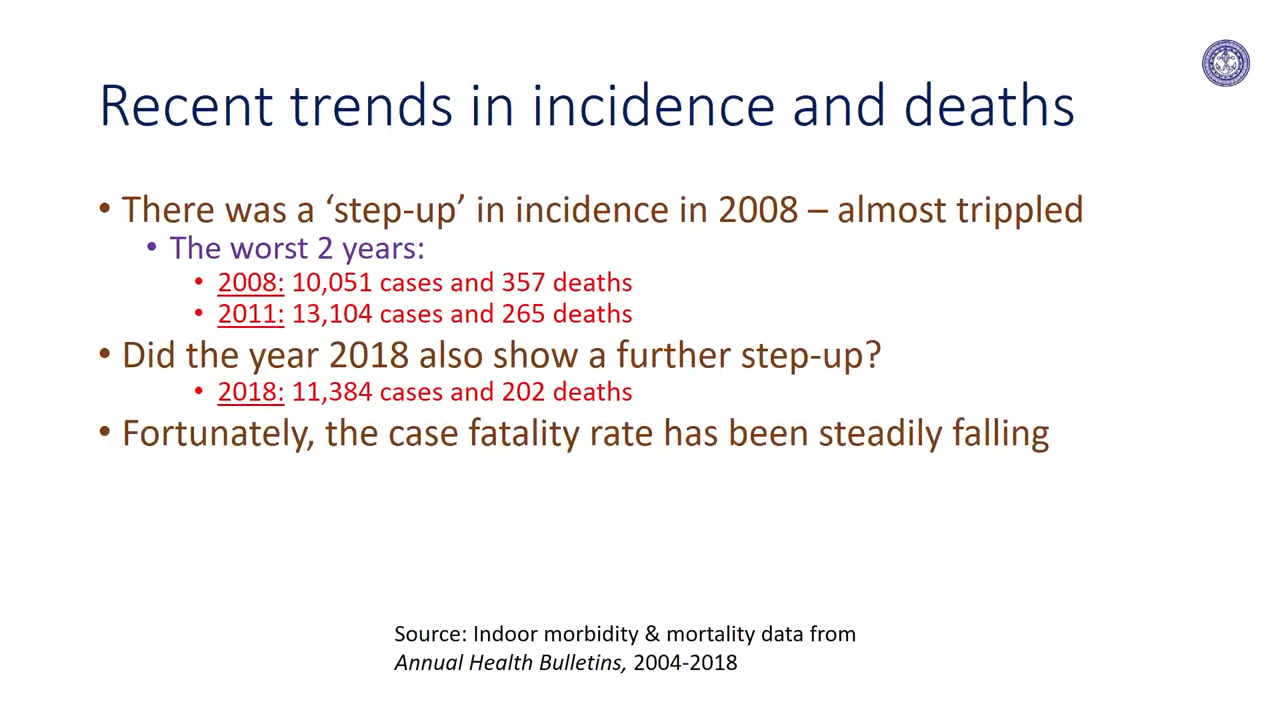 Recent trends in incidence and deaths
• There was a ‘step-up’ in incidence in 2008 – almost trippled
• The worst 2 years:
• 2008: 10,051 cases and 357 deaths
• 2011: 13,104 cases and 265 deaths
• Did the year 2018 also show a further step-up?
• 2018: 11,384 cases and 202 deaths
• Fortunately, the case fatality rate has been steadily falling
Source: Indoor morbidity & mortality data from
Annual Health Bulletins, 2004-2018